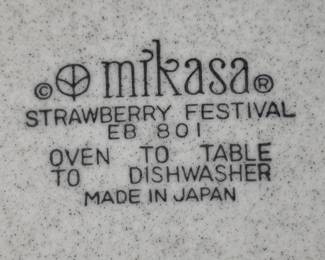 © mikasa®
STRAWBERRY FESTIVAL
EB 801
OVEN TO TABLE
TO DISHWASHER
MADE IN JAPAN